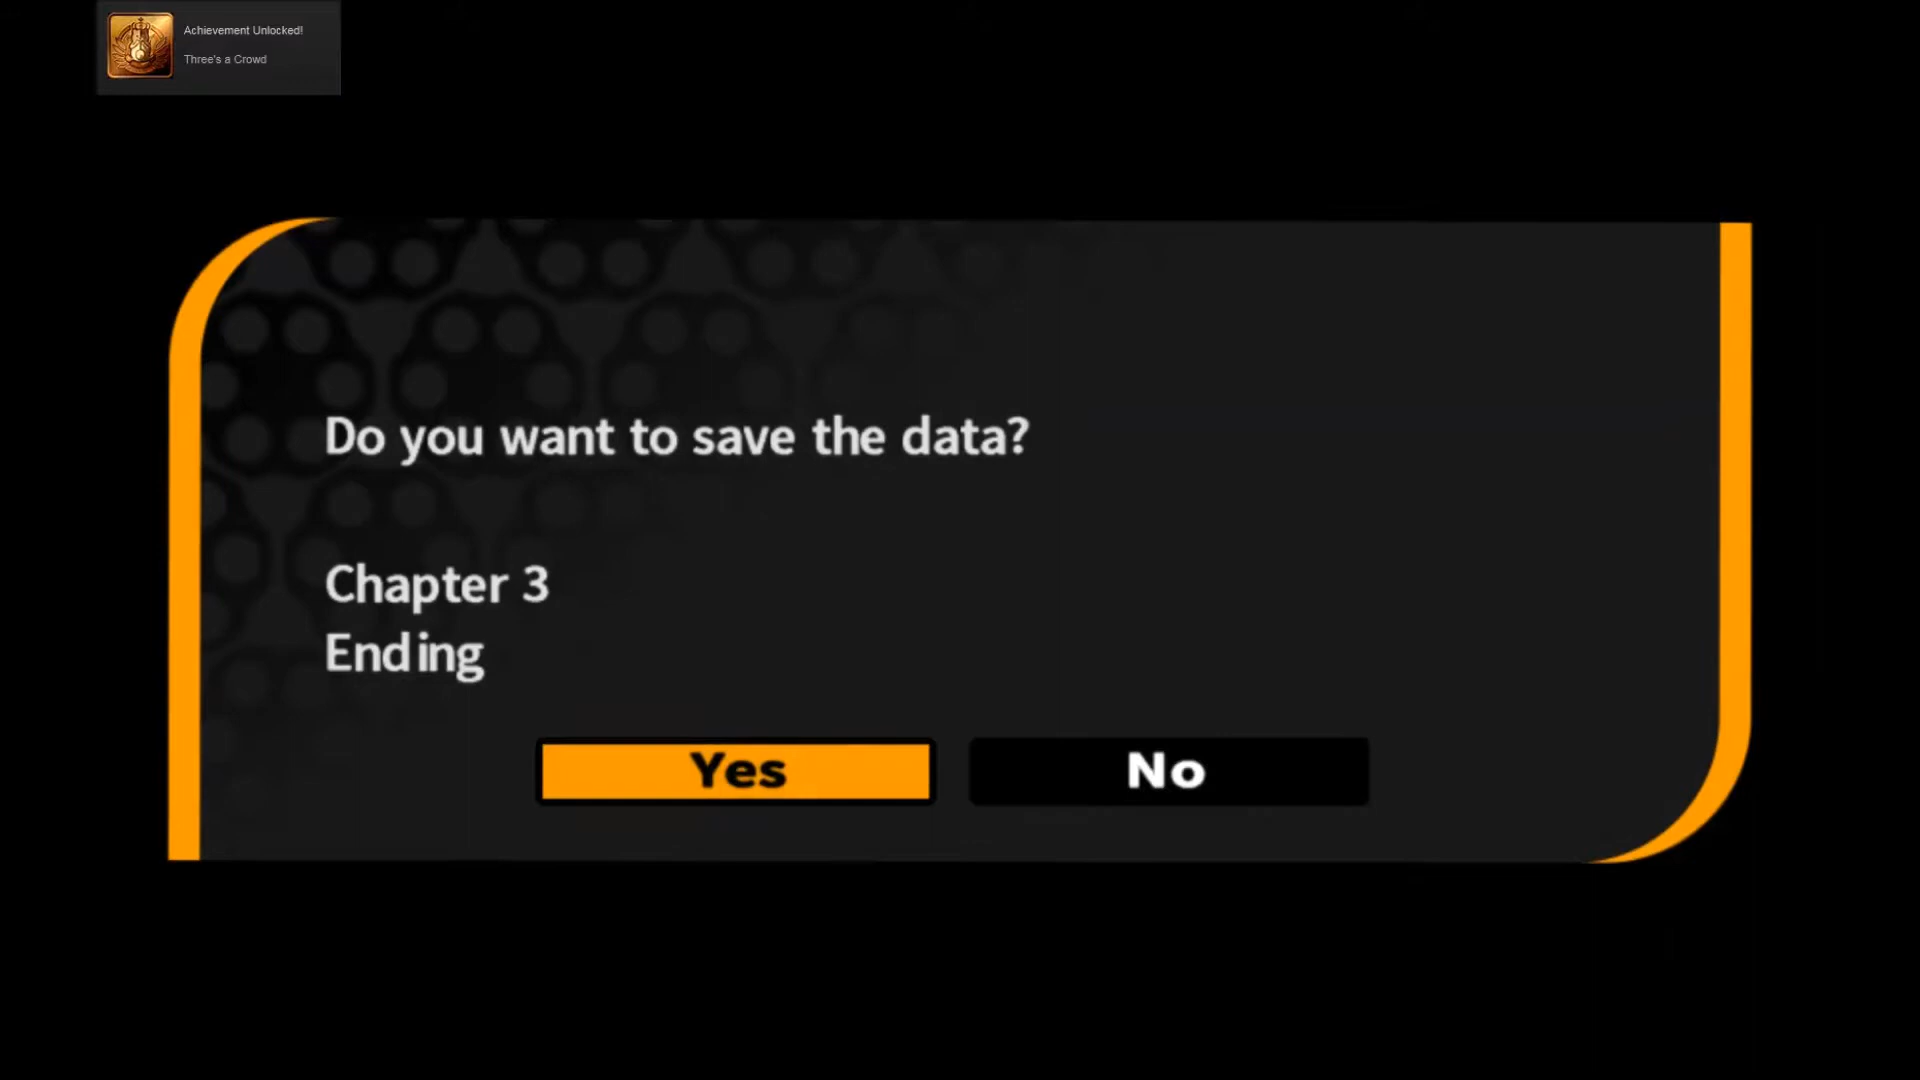 Achievement Unlocked!
Three's a Crowd
Do you want to save the data?
Chapter 3
Ending
Yes
No